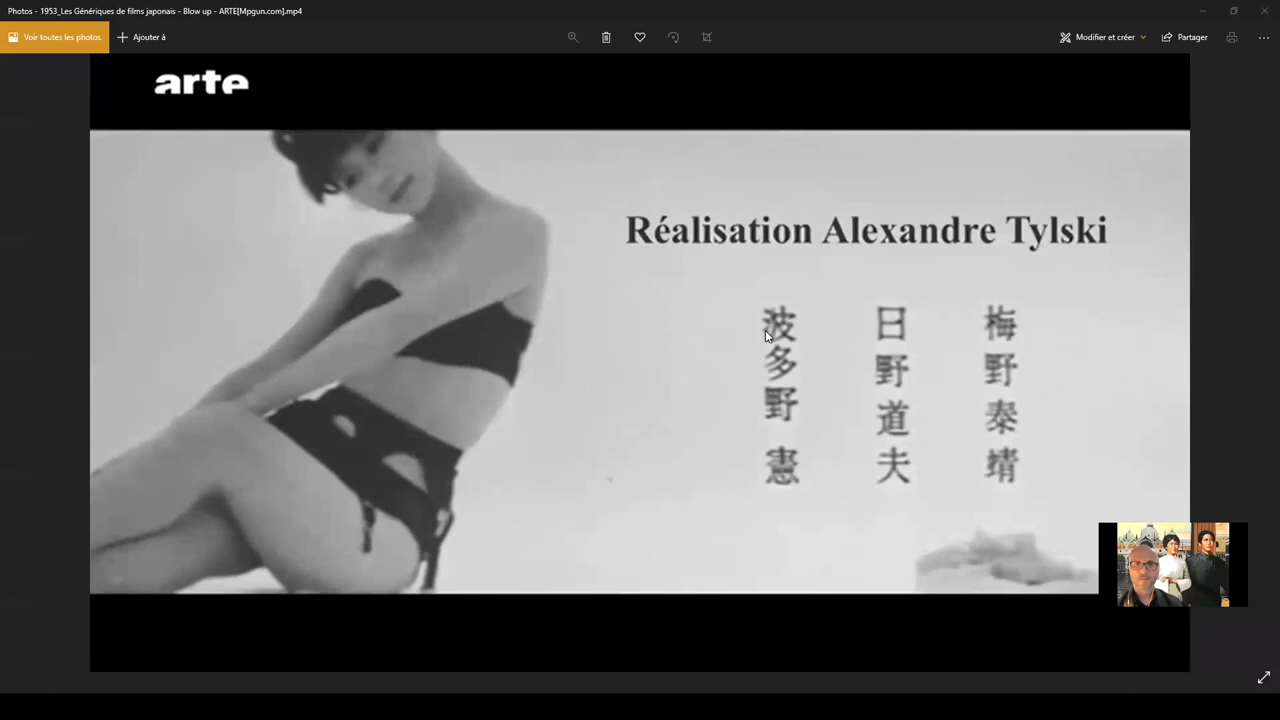 Photos - 1953_Les Génériques de films japonais - Blow up - ARTE[Mpgun.com].mp4
Voir toutes les photos
Ajouter à
Modifier et créer
Partager
arte
Réalisation Alexandre Tylski
梅野泰靖
日野道夫
波多野憲